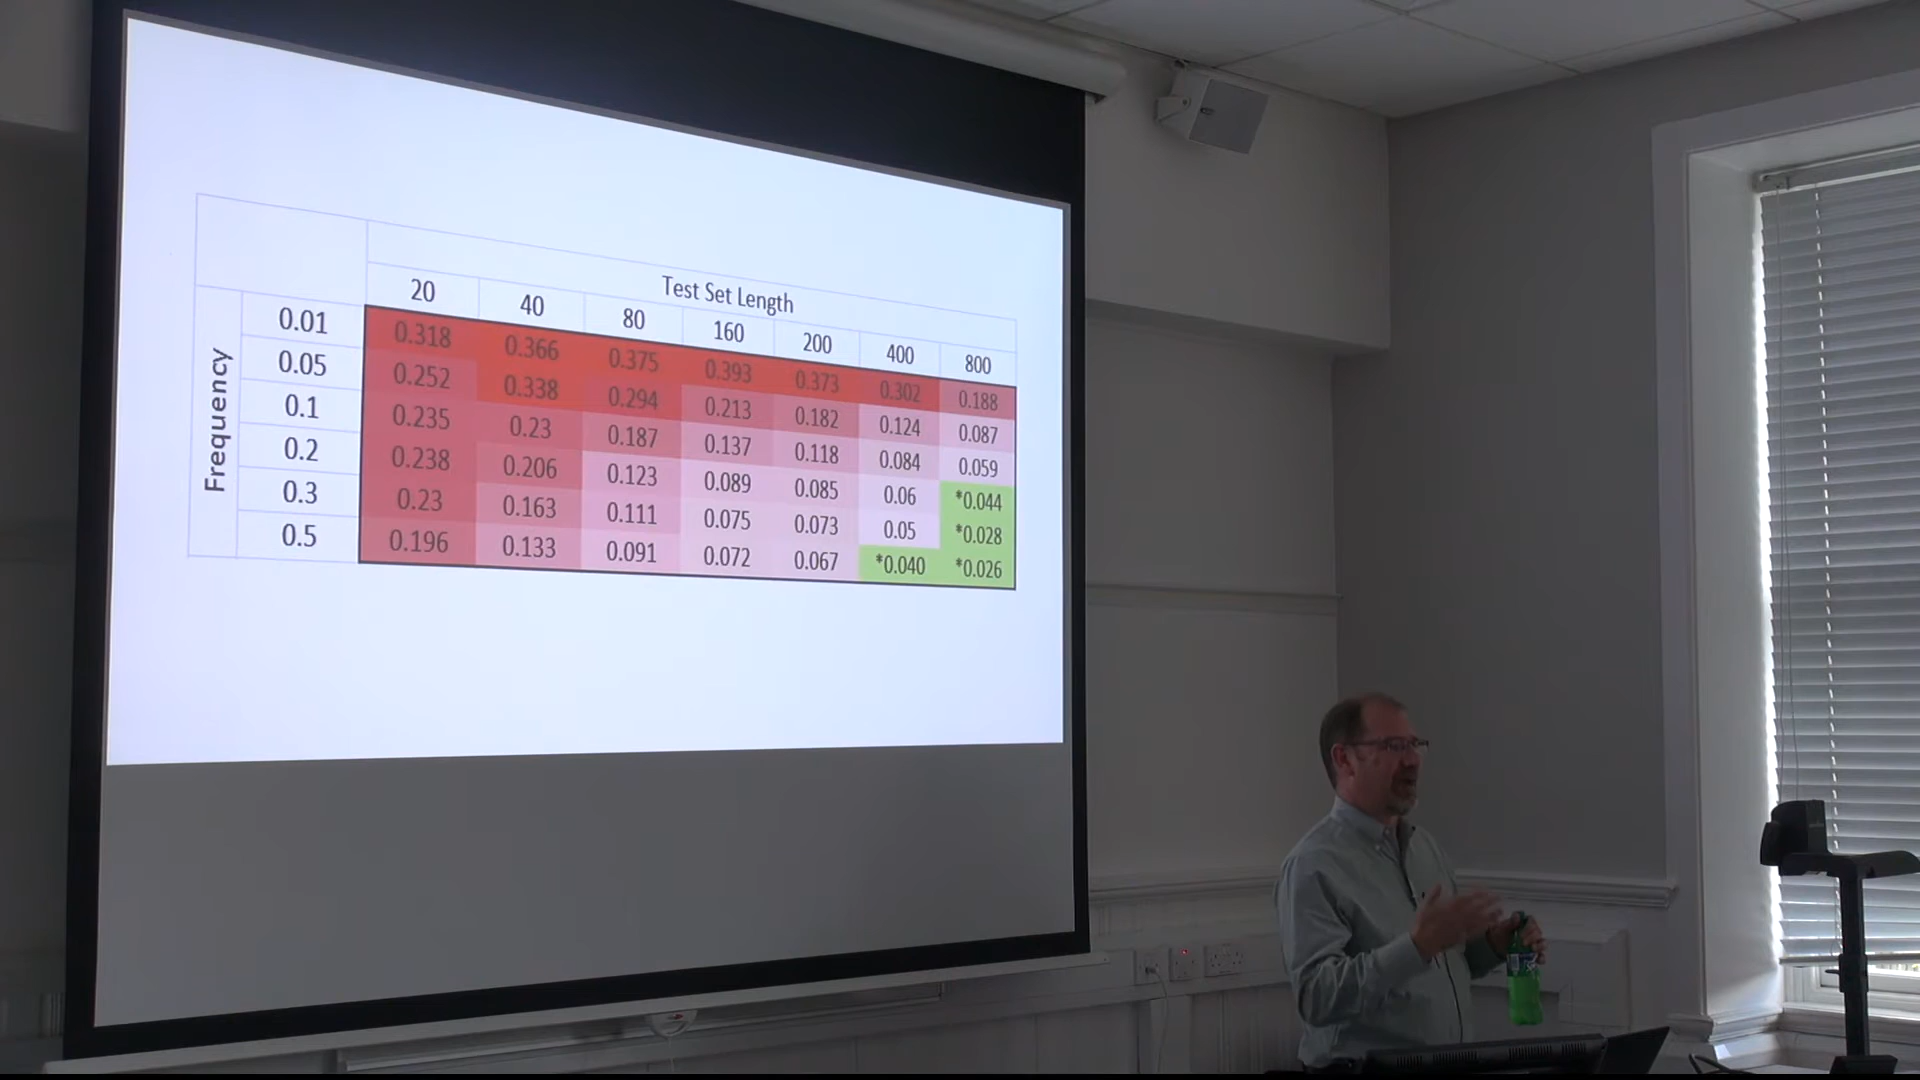 Test Set Length
20 40 80 160 200 400 800
Frequency
0.01 0.318 0.366 0.375 0.393 0.373 0.302 0.188
0.05 0.252 0.338 0.294 0.213 0.182 0.124 0.087
0.1 0.235 0.23 0.187 0.137 0.118 0.084 0.059
0.2 0.238 0.206 0.123 0.089 0.085 0.06 *0.044
0.3 0.23 0.163 0.111 0.075 0.073 0.05 *0.028
0.5 0.196 0.133 0.091 0.072 0.067 *0.040 *0.026